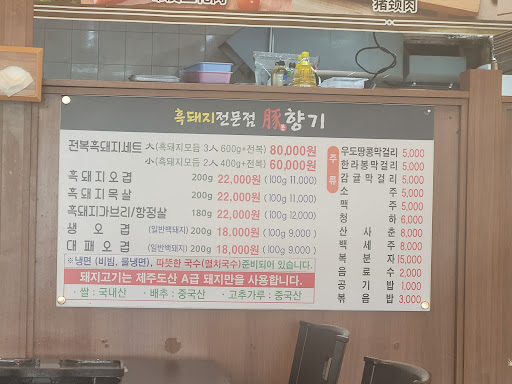 猪颈肉
흑돼지전문점 豚香 향기
전복흑돼지세트 大(흑돼지모듬 3人 600g+전복) 80,000원
小(흑돼지모듬 2人 400g+전복) 60,000원
흑돼지오겹 200g 22,000원 (100g 11,000)
흑돼지목살 200g 22,000원 (100g 11,000)
흑돼지가브리/항정살 180g 22,000원 (100g 12,000)
생오겹 (일반백돼지) 200g 18,000원 (100g 9,000)
대패오겹 (일반백돼지) 200g 18,000원 (100g 9,000)
※냉면 (비빔, 물냉면), 따뜻한 국수(멸치국수)준비되어 있습니다.
돼지고기는 제주도산 A급 돼지만을 사용합니다.
· 쌀 : 국내산 · 배추 : 중국산 · 고추가루 : 중국산
주류
우도땅콩막걸리 5,000
한라봉막걸리 5,000
감귤막걸리 5,000
소주 5,000
맥주 5,000
청하 6,000
산사춘 8,000
백세주 8,000
복분자 15,000
음료수 2,000
공기밥 1,000
볶음밥 3,000